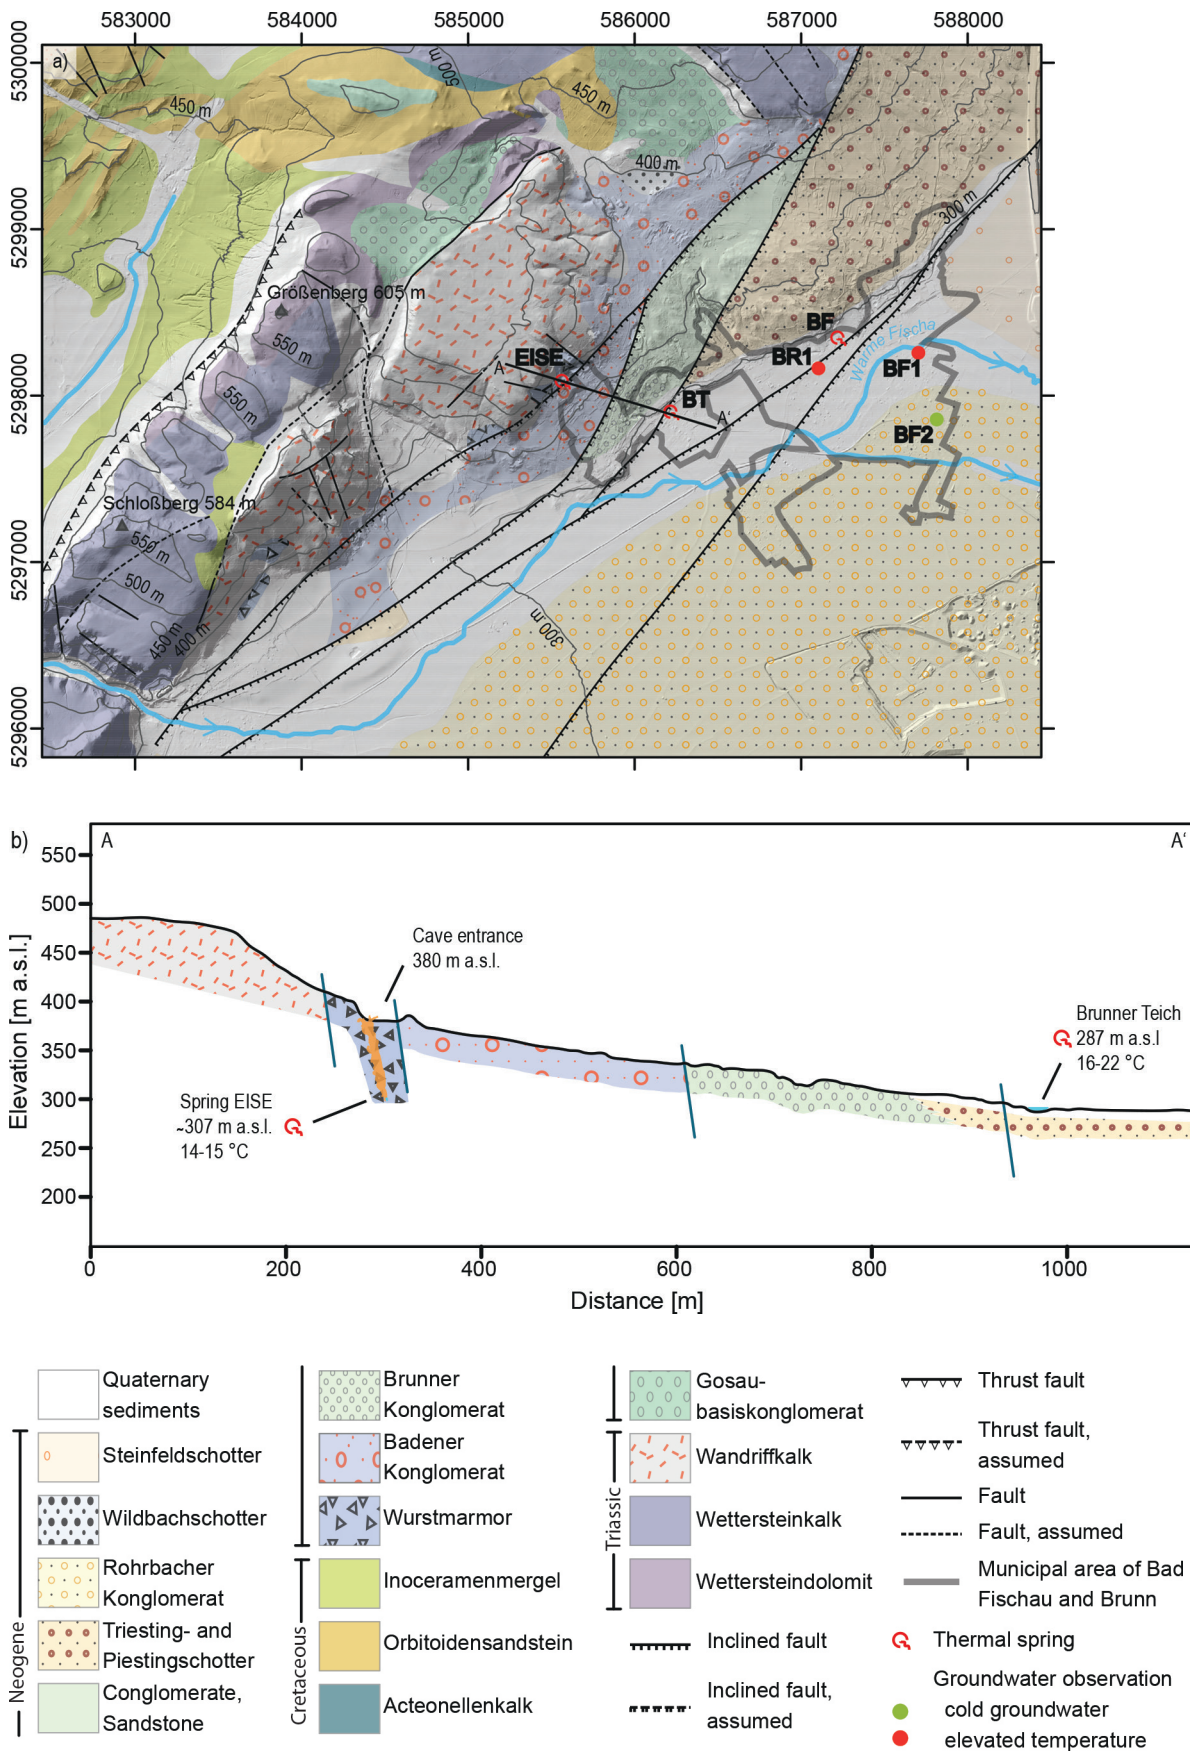 583000 584000 585000 586000 587000 588000
a)
5300000
5299000
5298000
5297000
5296000
450 m
500 m
450 m
400 m
300 m
Größenberg 605 m
550 m
550 m
EISE
A
BT
A'
BF
BR1
Warme Fischa
BF1
BF2
Schloßberg 584 m
550 m
500 m
450 m
400 m
300 m
583000 584000 585000 586000 587000 588000
b)
A
A'
Elevation [m a.s.l.]
550
500
450
400
350
300
250
200
Cave entrance
380 m a.s.l.
Brunner Teich
287 m a.s.l
16-22 °C
Spring EISE
~307 m a.s.l.
14-15 °C
0 200 400 600 800 1000
Distance [m]
Quaternary
sediments
Neogene
Steinfeldschotter
Wildbachschotter
Rohrbacher
Konglomerat
Triesting- and
Piestingschotter
Conglomerate,
Sandstone
Brunner
Konglomerat
Badener
Konglomerat
Wurstmarmor
Cretaceous
Inoceramenmergel
Orbitoidensandstein
Acteonellenkalk
Gosau-
basiskonglomerat
Triassic
Wandriffkalk
Wettersteinkalk
Wettersteindolomit
Inclined fault
Inclined fault,
assumed
Thrust fault
Thrust fault,
assumed
Fault
Fault, assumed
Municipal area of Bad
Fischau and Brunn
Thermal spring
Groundwater observation
cold groundwater
elevated temperature